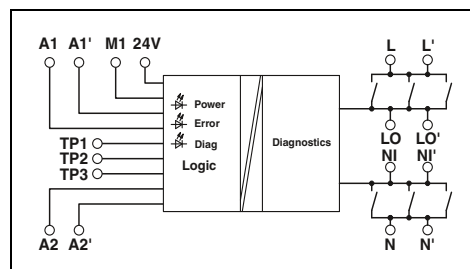 A1 A1' M1 24V L L'
Power
Error
TP1 Diag Diagnostics LO LO'
TP2 Logic NI NI'
TP3
A2 A2' N N'